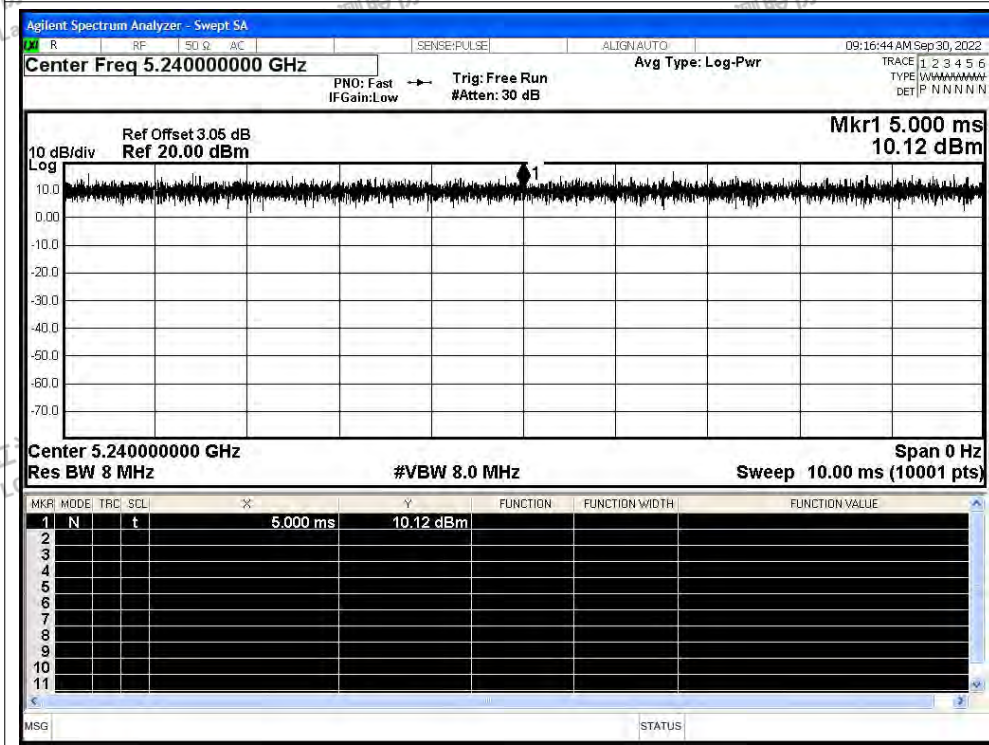 Agilent Spectrum Analyzer - Swept SA
R RF 50 Ω AC SENSE:PULSE ALIGN AUTO 09:16:44 AM Sep 30, 2022
Center Freq 5.240000000 GHz Avg Type: Log-Pwr TRACE 1 2 3 4 5 6
PNO: Fast Trig: Free Run TYPE
IFGain:Low #Atten: 30 dB DET P N N N N N
Mkr1 5.000 ms
10.12 dBm
Ref Offset 3.05 dB
10 dB/div Ref 20.00 dBm
Log
1
10.0
0.00
-10.0
-20.0
-30.0
-40.0
-50.0
-60.0
-70.0
Center 5.240000000 GHz Span 0 Hz
Res BW 8 MHz #VBW 8.0 MHz Sweep 10.00 ms (10001 pts)
MKR MODE TRC SCL X Y FUNCTION FUNCTION WIDTH FUNCTION VALUE
1 N t 5.000 ms 10.12 dBm
2
3
4
5
6
7
8
9
10
11
MSG STATUS